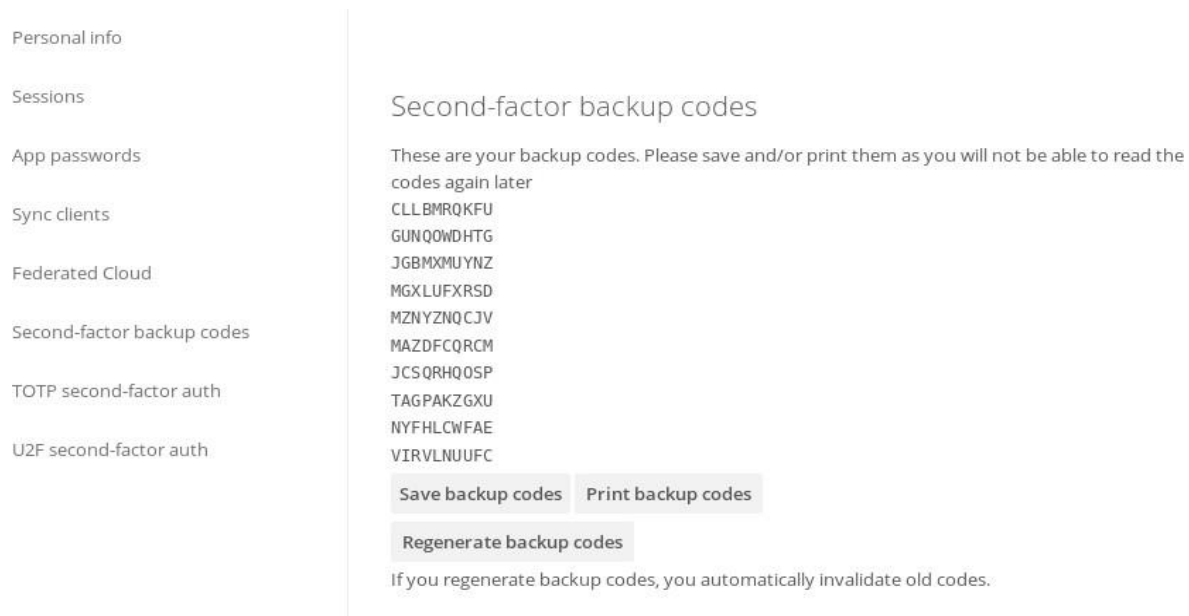 Personal info
Sessions
App passwords
Sync clients
Federated Cloud
Second-factor backup codes
TOTP second-factor auth
U2F second-factor auth
Second-factor backup codes
These are your backup codes. Please save and/or print them as you will not be able to read the
codes again later
CLLBMRQKFU
GUNQOWDHTG
JGBMXMUYNZ
MGXLUFXRSD
MZNYZNQCJV
MAZDFCQRCM
JCSQRHQOSP
TAGPAKZGXU
NYFHLCWFAE
VIRVLNUUFC
Save backup codes Print backup codes
Regenerate backup codes
If you regenerate backup codes, you automatically invalidate old codes.